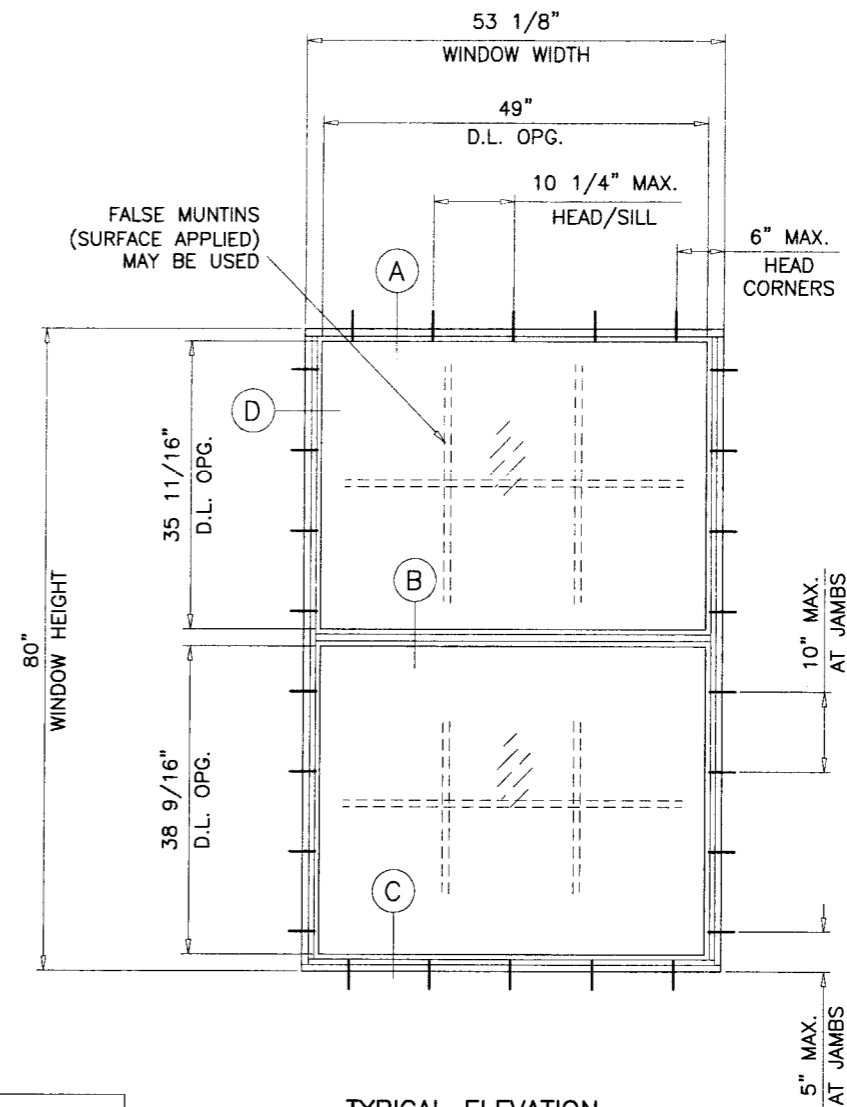 53 1/8"
WINDOW WIDTH
49"
D.L. OPG.
10 1/4" MAX.
HEAD/SILL
FALSE MUNTINS
(SURFACE APPLIED)
MAY BE USED
6" MAX.
HEAD
CORNERS
A
D
35 11/16"
D.L. OPG.
B
80"
WINDOW HEIGHT
10" MAX.
AT JAMBS
38 9/16"
D.L. OPG.
C
5" MAX.
AT JAMBS
TYPICAL ELEVATION